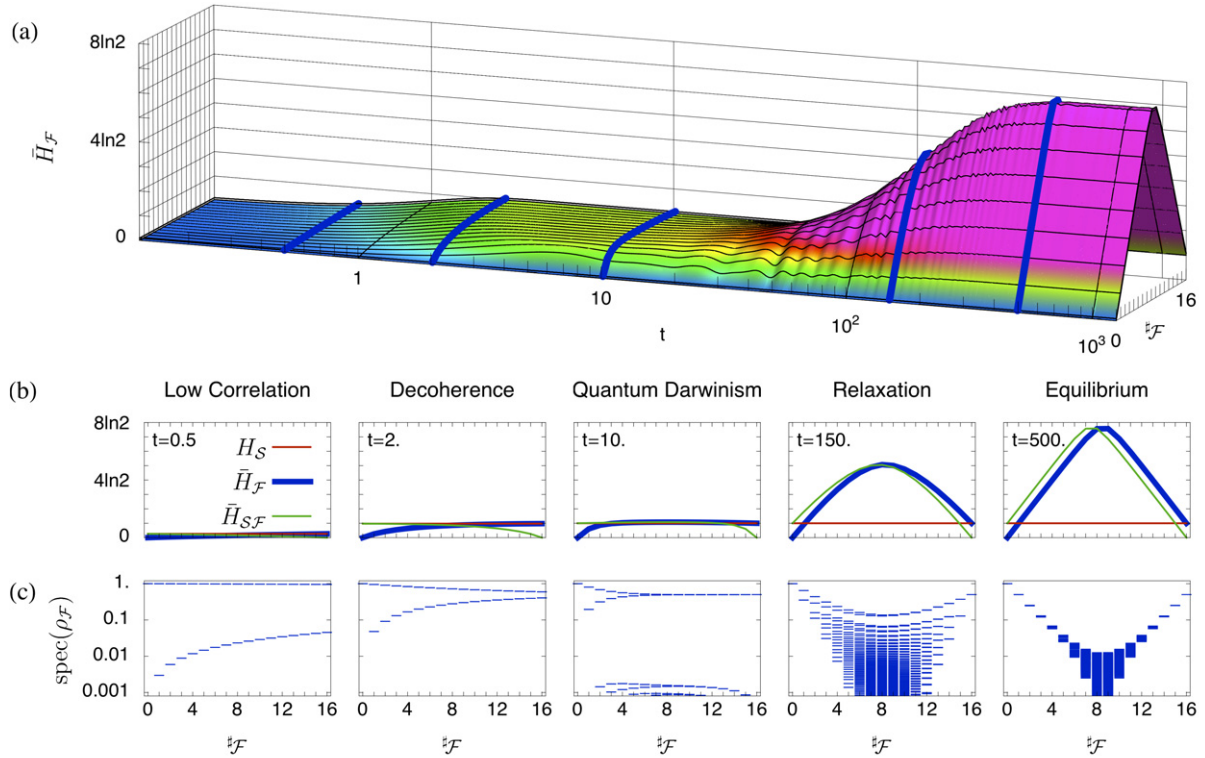 (a)
8ln2
4ln2
0
H̄_ℱ
1
10
10²
10³
0
16
t
♯ℱ
(b)
Low Correlation Decoherence Quantum Darwinism Relaxation Equilibrium
8ln2
4ln2
0
t=0.5 t=2. t=10. t=150. t=500.
H_𝒮
H̄_ℱ
H̄_𝒮ℱ
(c)
spec(ρ_ℱ)
1.
0.1
0.01
0.001
0 4 8 12 16 0 4 8 12 16 0 4 8 12 16 0 4 8 12 16 0 4 8 12 16
♯ℱ ♯ℱ ♯ℱ ♯ℱ ♯ℱ